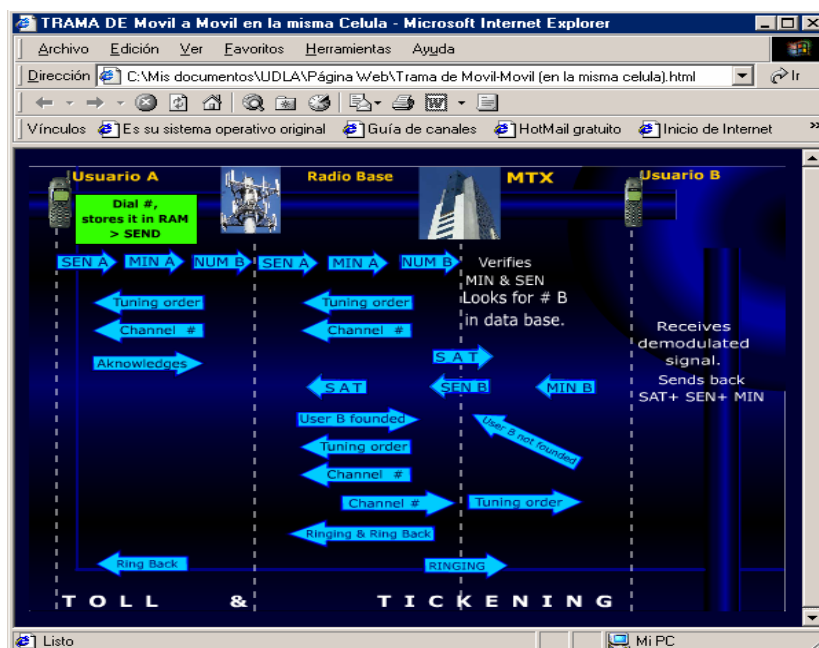 TRAMA DE Movil a Movil en la misma Celula - Microsoft Internet Explorer
Archivo Edición Ver Favoritos Herramientas Ayuda
Dirección C:\Mis documentos\UDLA\Página Web\Trama de Movil-Movil (en la misma celula).html Ir
Vínculos Es su sistema operativo original Guía de canales HotMail gratuito Inicio de Internet »
Usuario A Radio Base MTX Usuario B
Dial #,
stores it in RAM
> SEND
SEN A MIN A NUM B SEN A MIN A NUM B
Verifies
MIN & SEN
Looks for # B
in data base.
Tuning order Tuning order
Channel # Channel #
Receives
demodulated
signal.
Sends back
SAT+ SEN+ MIN
S A T
Aknowledges
S A T SEN B MIN B
User B founded
User B not founded
Tuning order
Channel #
Channel # Tuning order
Ringing & Ring Back
Ring Back RINGING
T O L L & T I C K E N I N G
Listo Mi PC